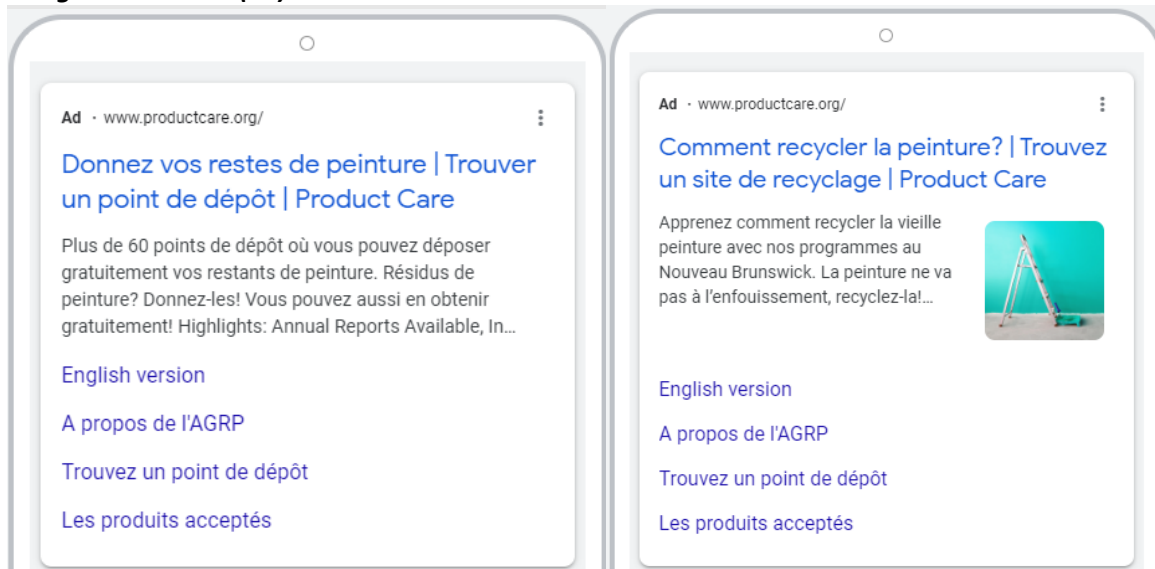 Ad · www.productcare.org/
Donnez vos restes de peinture | Trouver
un point de dépôt | Product Care
Plus de 60 points de dépôt où vous pouvez déposer
gratuitement vos restants de peinture. Résidus de
peinture? Donnez-les! Vous pouvez aussi en obtenir
gratuitement! Highlights: Annual Reports Available, In...
English version
A propos de l'AGRP
Trouvez un point de dépôt
Les produits acceptés
Ad · www.productcare.org/
Comment recycler la peinture? | Trouvez
un site de recyclage | Product Care
Apprenez comment recycler la vieille
peinture avec nos programmes au
Nouveau Brunswick. La peinture ne va
pas à l'enfouissement, recyclez-la!...
English version
A propos de l'AGRP
Trouvez un point de dépôt
Les produits acceptés